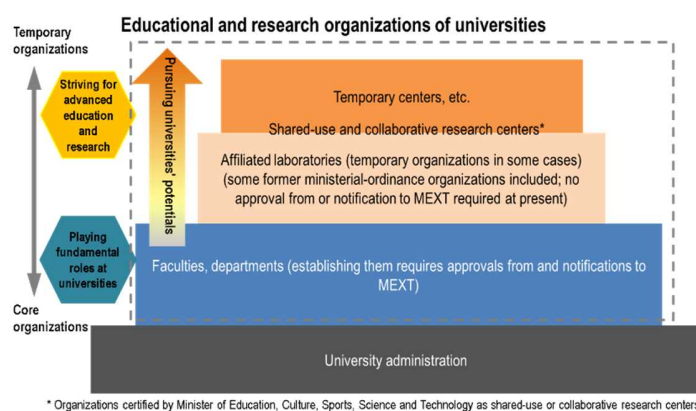 Educational and research organizations of universities
Temporary
organizations
Striving for
advanced
education
and
research
Pursuing universities' potentials
Temporary centers, etc.
Shared-use and collaborative research centers*
Affiliated laboratories (temporary organizations in some cases)
(some former ministerial-ordinance organizations included; no
approval from or notification to MEXT required at present)
Playing
fundamental
roles at
universities
Faculties, departments (establishing them requires approvals from and notifications to
MEXT)
Core
organizations
University administration
* Organizations certified by Minister of Education, Culture, Sports, Science and Technology as shared-use or collaborative research centers